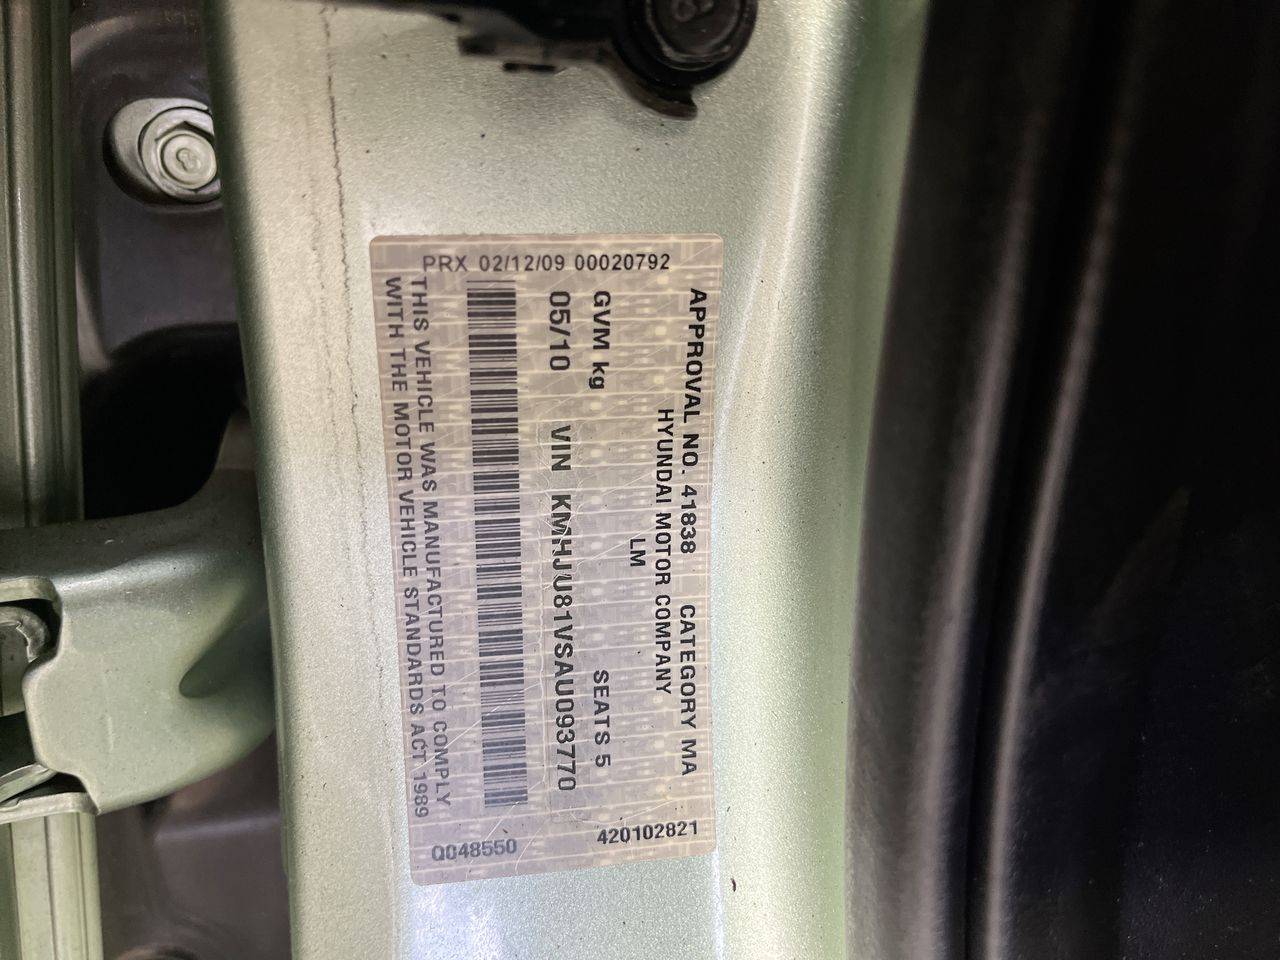 PRX 02/12/09 00020792
APPROVAL NO. 41838 CATEGORY MA
HYUNDAI MOTOR COMPANY
LM
GVM kg SEATS 5
05/10 VIN KMHJU81VSAU093770
THIS VEHICLE WAS MANUFACTURED TO COMPLY
WITH THE MOTOR VEHICLE STANDARDS ACT 1989
420102821
Q048550